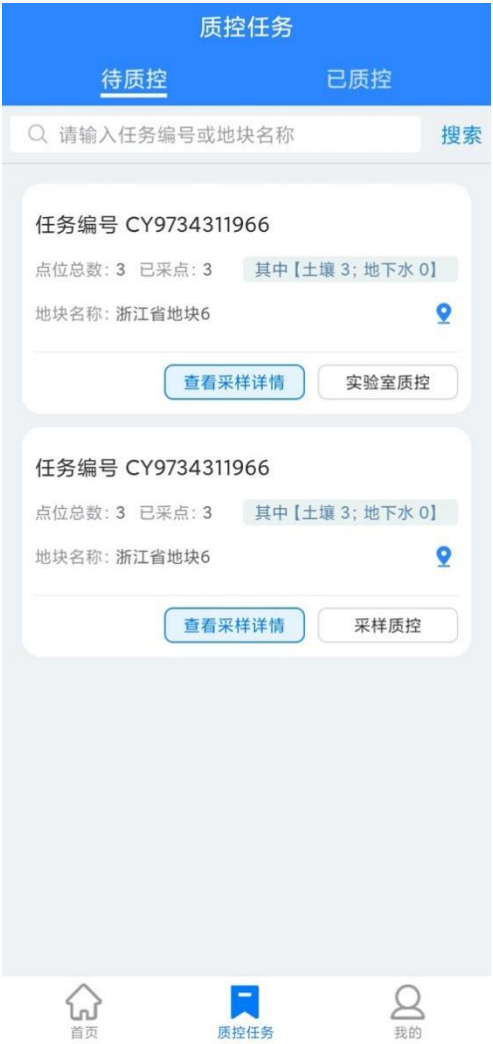 质控任务
待质控 已质控
请输入任务编号或地块名称 搜索
任务编号 CY9734311966
点位总数: 3 已采点: 3 其中【土壤 3; 地下水 0】
地块名称: 浙江省地块6
查看采样详情 实验室质控
任务编号 CY9734311966
点位总数: 3 已采点: 3 其中【土壤 3; 地下水 0】
地块名称: 浙江省地块6
查看采样详情 采样质控
首页 质控任务 我的